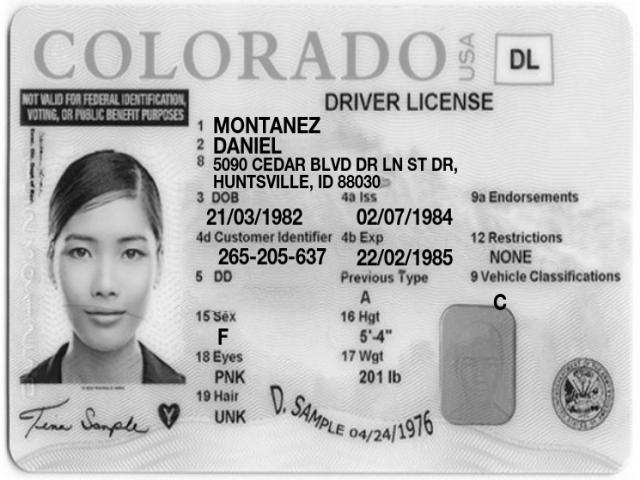 COLORADO
USA
DL
NOT VALID FOR FEDERAL IDENTIFICATION,
VOTING, OR PUBLIC BENEFIT PURPOSES
DRIVER LICENSE
1 MONTANEZ
2 DANIEL
8 5090 CEDAR BLVD DR LN ST DR,
HUNTSVILLE, ID 88030
3 DOB 4a Iss 9a Endorsements
21/03/1982 02/07/1984
4d Customer Identifier 4b Exp 12 Restrictions
265-205-637 22/02/1985 NONE
5 DD Previous Type 9 Vehicle Classifications
A C
15 Sex 16 Hgt
F 5'-4"
18 Eyes 17 Wgt
PNK 201 lb
19 Hair
UNK
D. SAMPLE 04/24/1976
Tina Sample